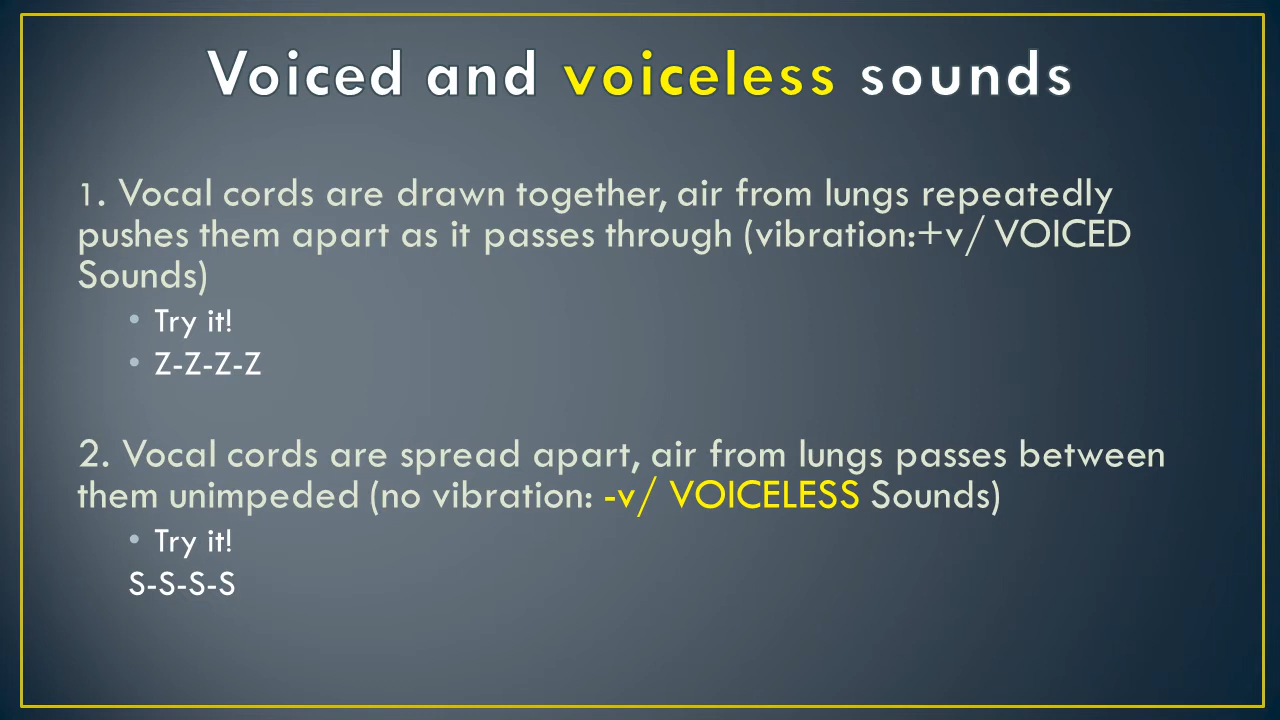 Voiced and voiceless sounds
1. Vocal cords are drawn together, air from lungs repeatedly
pushes them apart as it passes through (vibration:+v/ VOICED
Sounds)
• Try it!
• Z-Z-Z-Z
2. Vocal cords are spread apart, air from lungs passes between
them unimpeded (no vibration: -v/ VOICELESS Sounds)
• Try it!
S-S-S-S